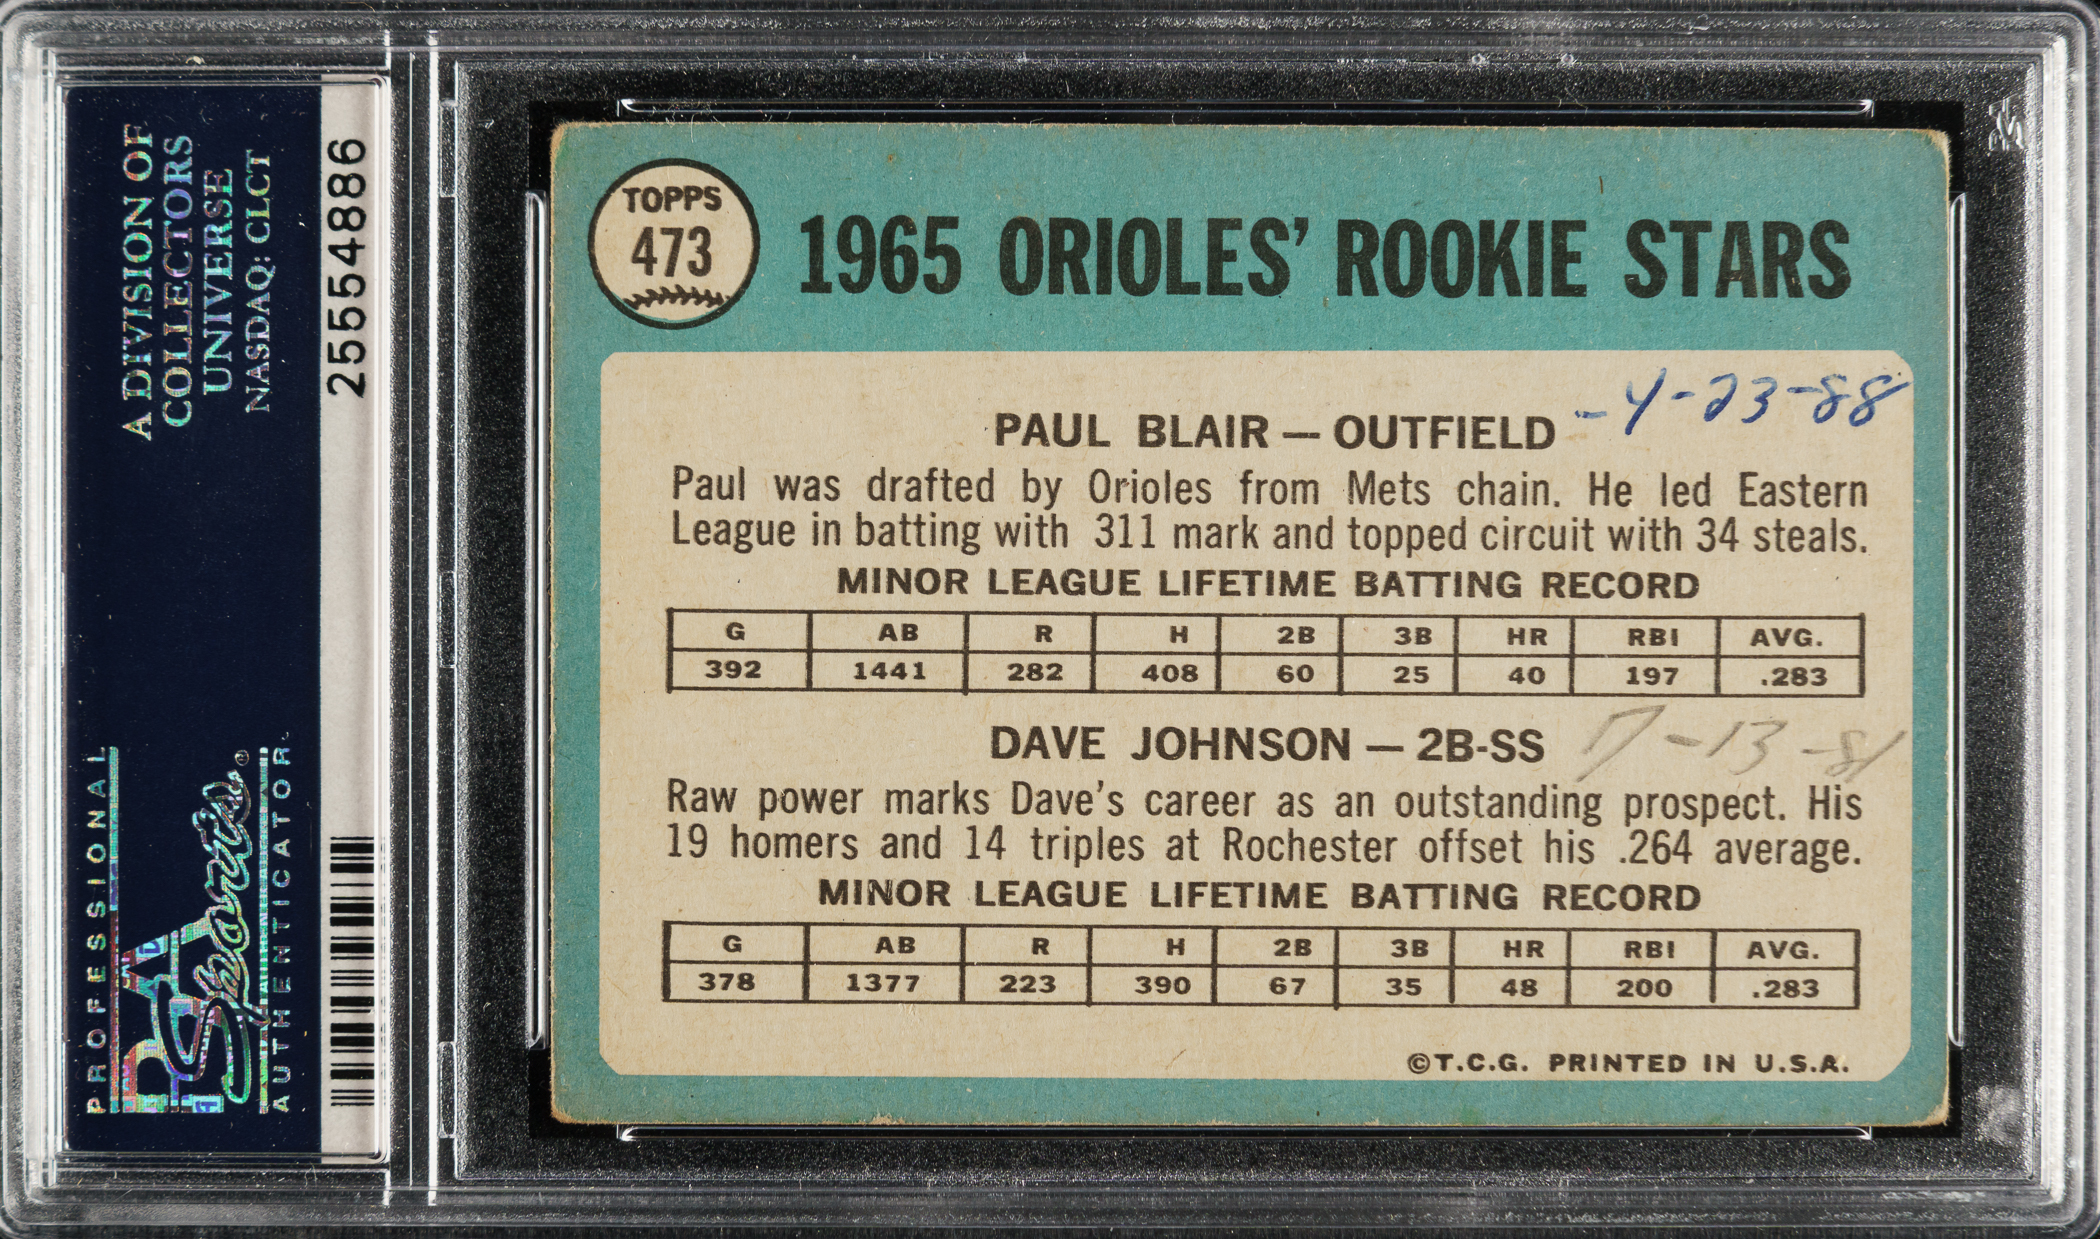 A DIVISION OF
COLLECTORS
UNIVERSE
NASDAQ: CLCT
PROFESSIONAL
PSA
Sports®
AUTHENTICATOR
25554886
TOPPS
473
1965 ORIOLES' ROOKIE STARS
PAUL BLAIR — OUTFIELD -4-23-88
Paul was drafted by Orioles from Mets chain. He led Eastern
League in batting with 311 mark and topped circuit with 34 steals.
MINOR LEAGUE LIFETIME BATTING RECORD
G AB R H 2B 3B HR RBI AVG.
392 1441 282 408 60 25 40 197 .283
DAVE JOHNSON — 2B-SS 7-13-81
Raw power marks Dave's career as an outstanding prospect. His
19 homers and 14 triples at Rochester offset his .264 average.
MINOR LEAGUE LIFETIME BATTING RECORD
G AB R H 2B 3B HR RBI AVG.
378 1377 223 390 67 35 48 200 .283
©T.C.G. PRINTED IN U.S.A.